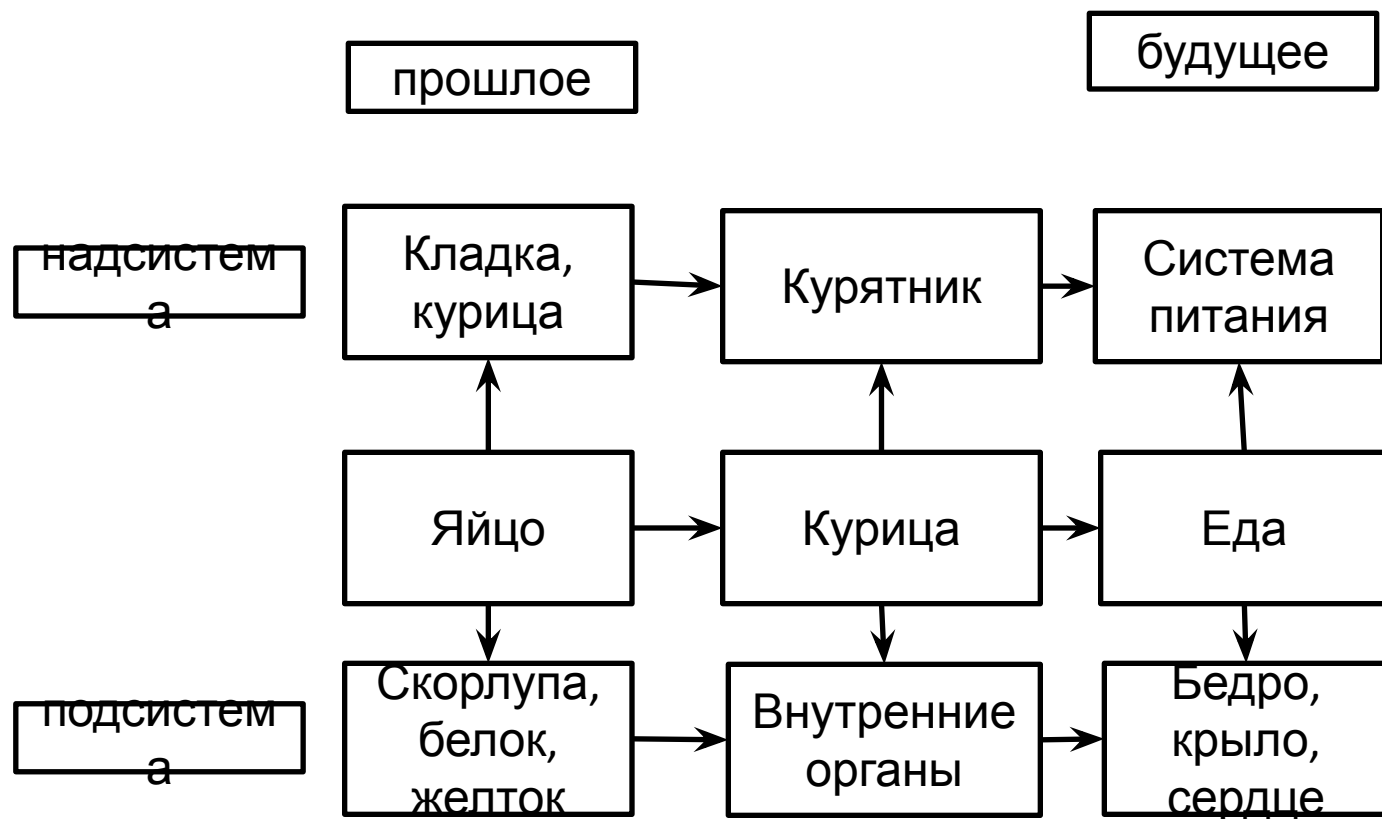 прошлое
будущее
надсистем
а
Кладка,
курица
Курятник
Система
питания
Яйцо
Курица
Еда
подсистем
а
Скорлупа,
белок,
желток
Внутренние
органы
Бедро,
крыло,
сердце